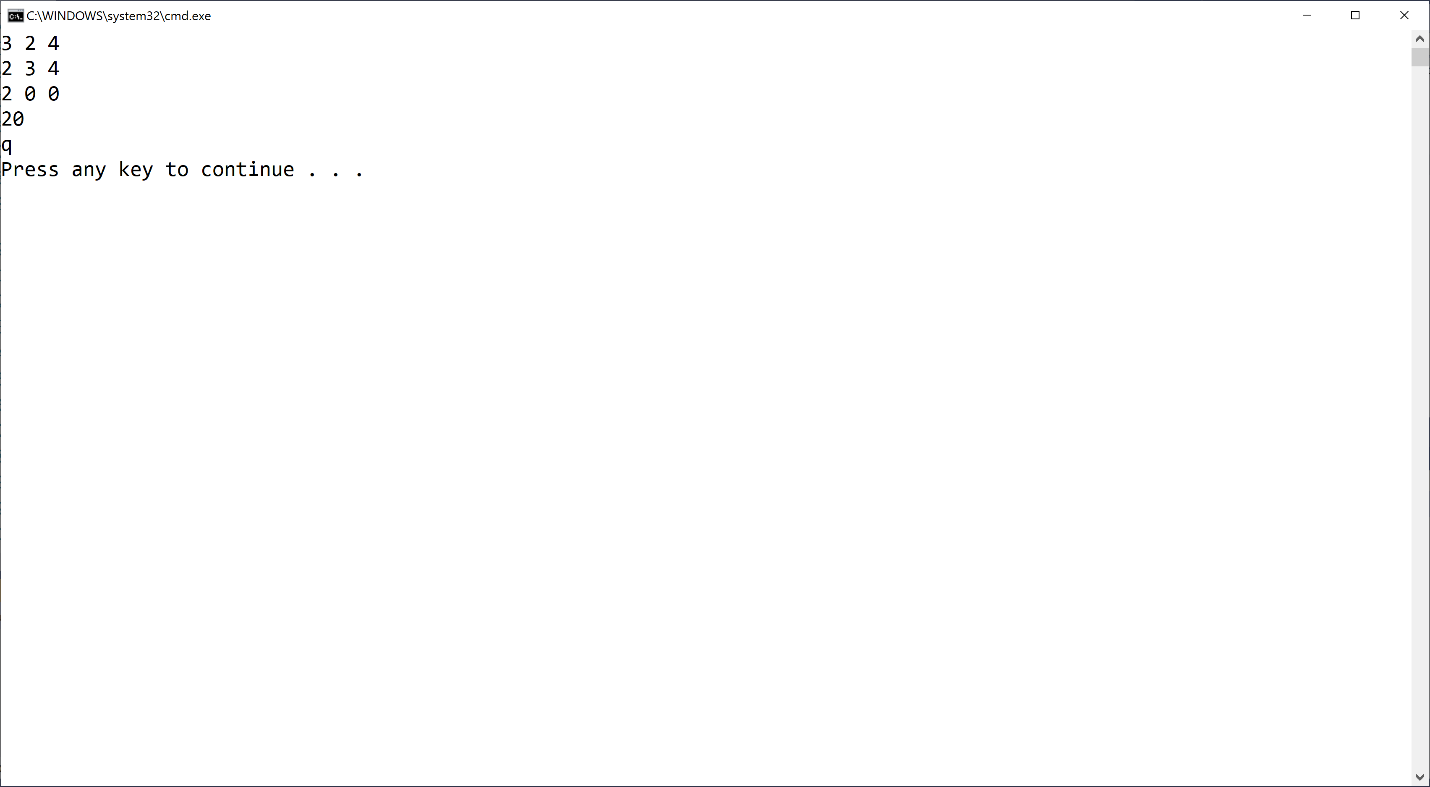 C:\WINDOWS\system32\cmd.exe
3 2 4
2 3 4
2 0 0
20
q
Press any key to continue . . .